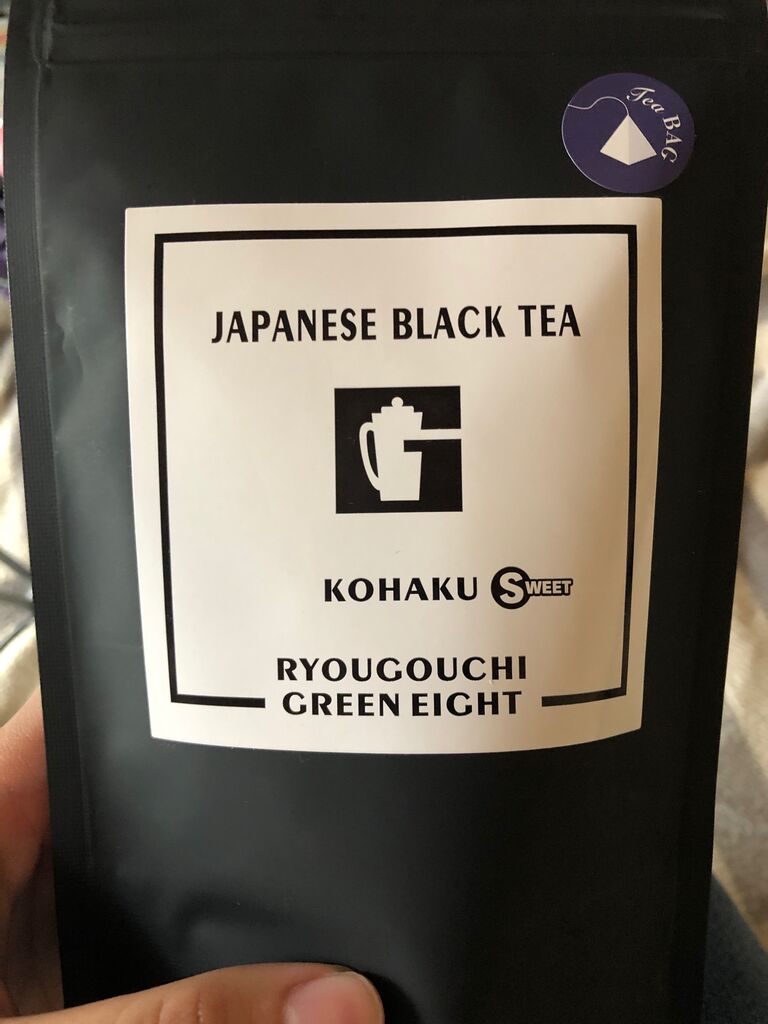 Tea BAG
JAPANESE BLACK TEA
KOHAKU SWEET
RYOUGOUCHI
GREEN EIGHT